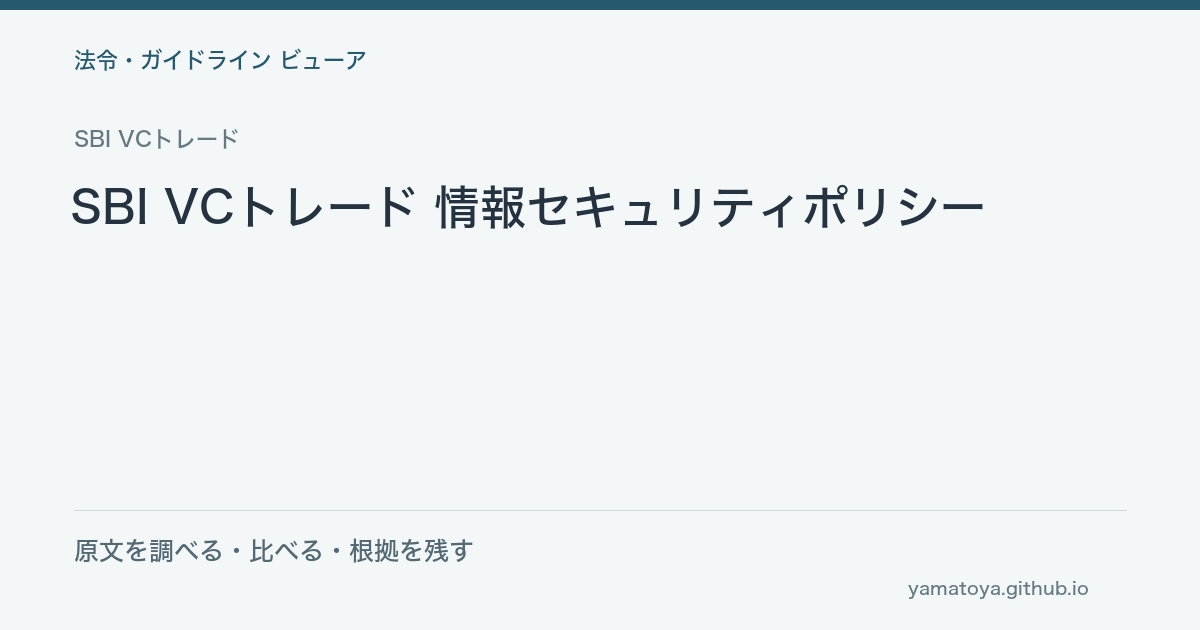 法令・ガイドライン ビューア
SBI VCトレード
SBI VCトレード 情報セキュリティポリシー
原文を調べる・比べる・根拠を残す
yamatoya.github.io